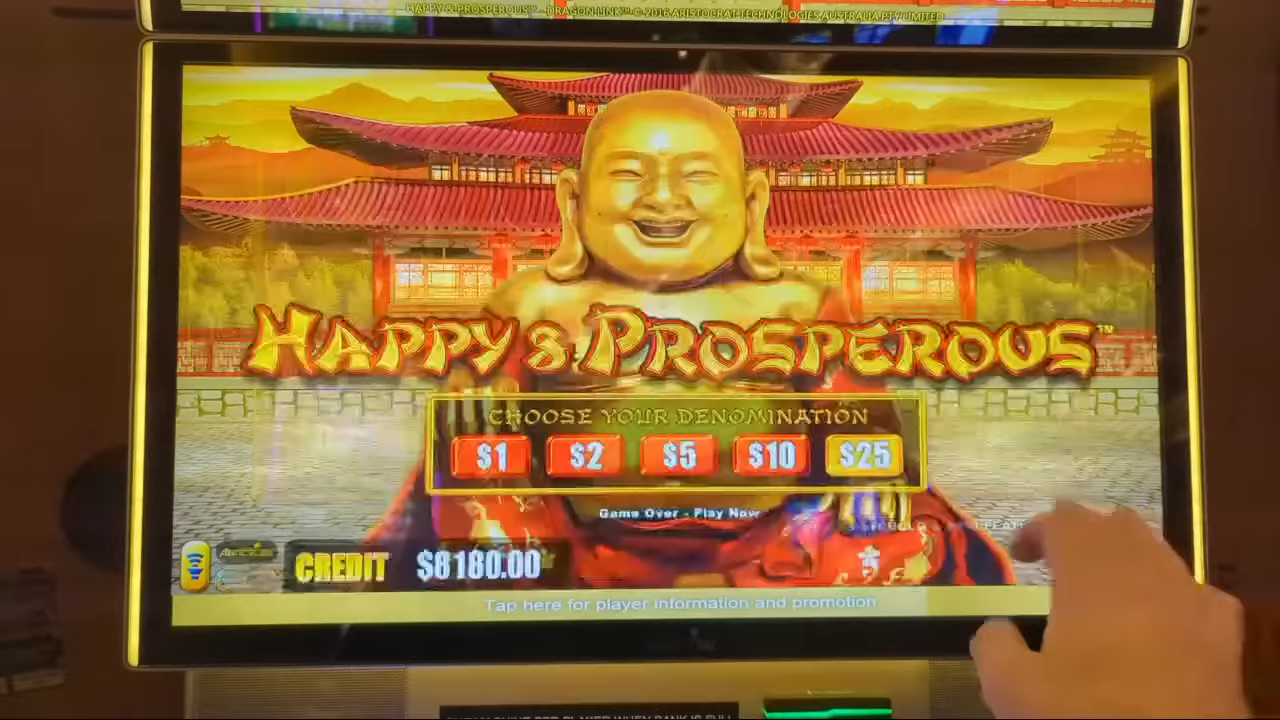 HAPPY & PROSPEROUS™ - DRAGON LINK™ © 2016 ARISTOCRAT TECHNOLOGIES AUSTRALIA PTY LIMITED
HAPPY & PROSPEROUS™
CHOOSE YOUR DENOMINATION
$1 $2 $5 $10 $25
Game Over - Play Now
CREDIT $8180.00
Tap here for player information and promotion